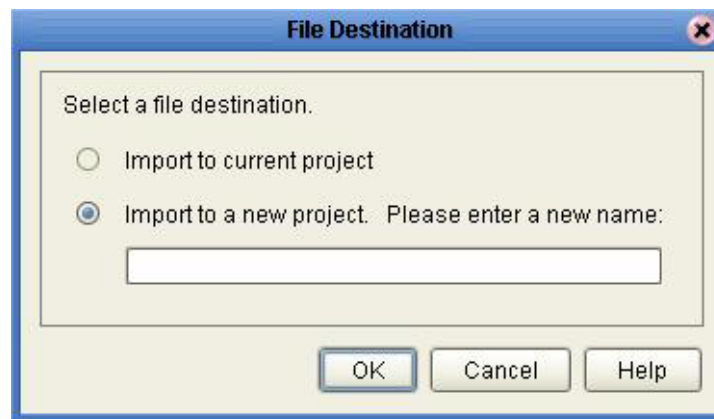 File Destination
Select a file destination.
Import to current project
Import to a new project. Please enter a new name:
OK Cancel Help